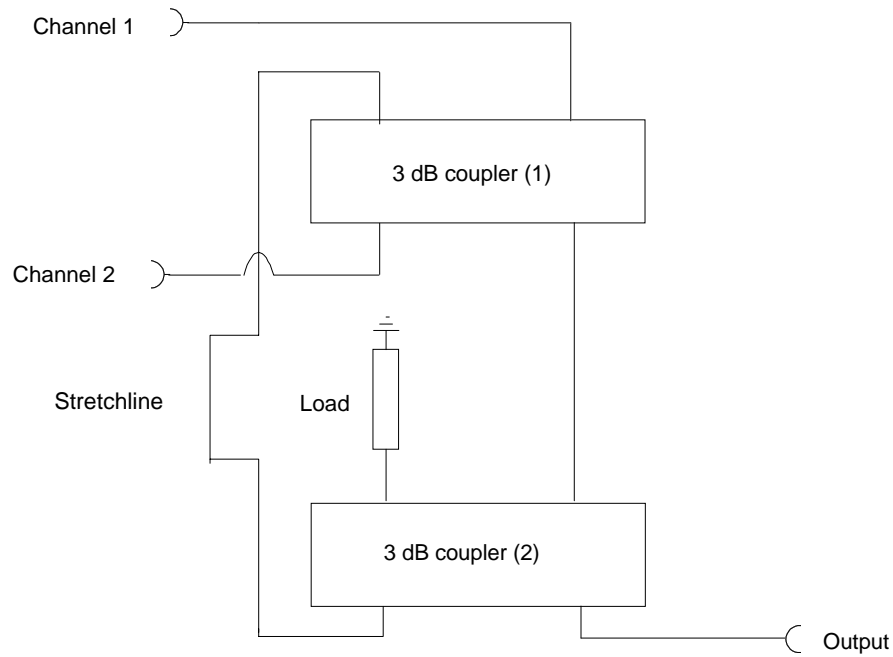 Channel 1
3 dB coupler (1)
Channel 2
Stretchline
Load
3 dB coupler (2)
Output